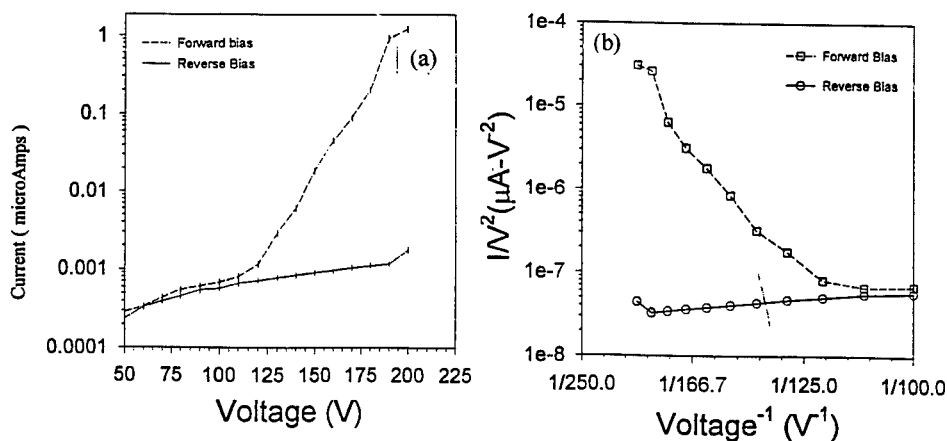 Forward bias
Reverse Bias
(a)
1
0.1
0.01
0.001
0.0001
Current ( microAmps )
50
75
100
125
150
175
200
225
Voltage (V)
(b)
Forward Bias
Reverse Bias
1e-4
1e-5
1e-6
1e-7
1e-8
I/V²(μA-V⁻²)
1/250.0
1/166.7
1/125.0
1/100.0
Voltage⁻¹ (V⁻¹)